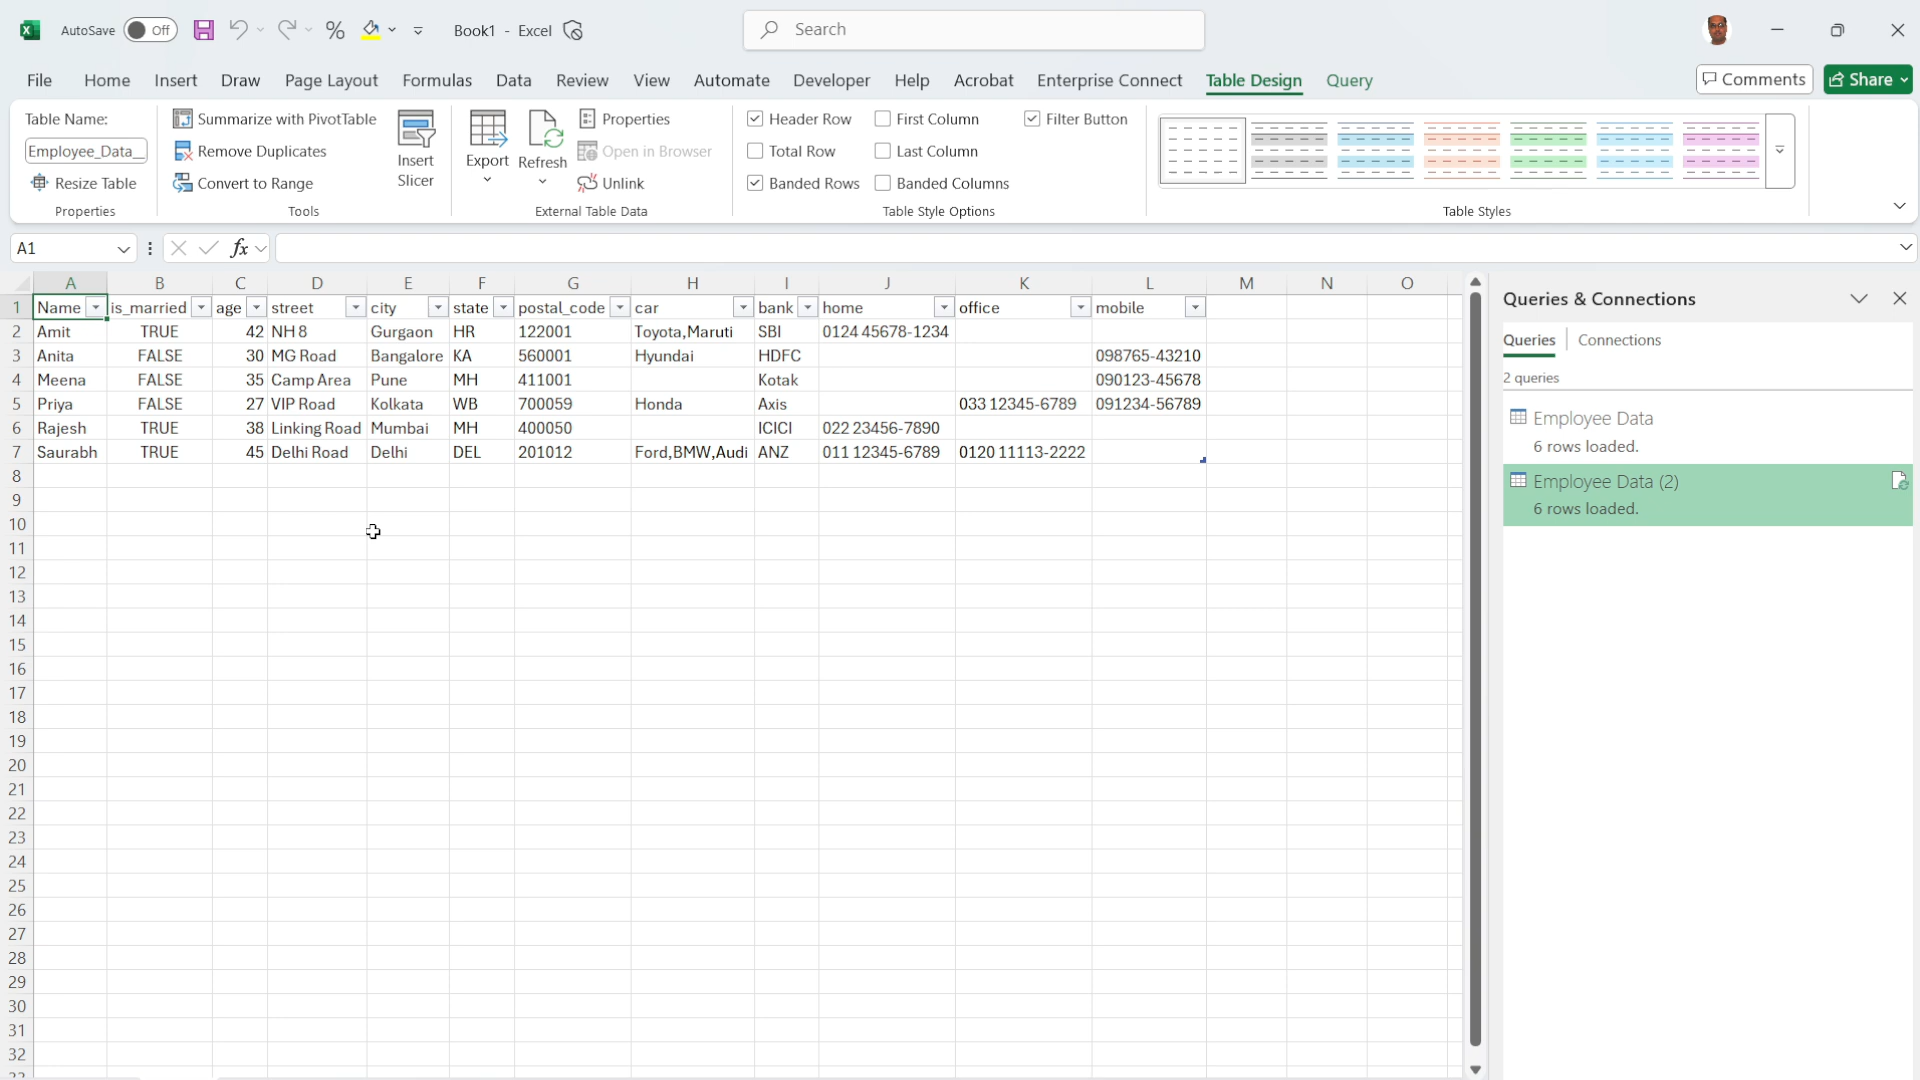 AutoSave Off % Book1 - Excel Search
File Home Insert Draw Page Layout Formulas Data Review View Automate Developer Help Acrobat Enterprise Connect Table Design Query Comments Share
Table Name:
Employee_Data_
Resize Table
Properties
Summarize with PivotTable
Remove Duplicates
Convert to Range
Tools
Insert
Slicer
Export
Refresh
Properties
Open in Browser
Unlink
External Table Data
Header Row
Total Row
Banded Rows
First Column
Last Column
Banded Columns
Filter Button
Table Style Options
Table Styles
A1 fx
A B C D E F G H I J K L M N O
1 Name is_married age street city state postal_code car bank home office mobile
2 Amit TRUE 42 NH 8 Gurgaon HR 122001 Toyota,Maruti SBI 0124 45678-1234
3 Anita FALSE 30 MG Road Bangalore KA 560001 Hyundai HDFC 098765-43210
4 Meena FALSE 35 Camp Area Pune MH 411001 Kotak 090123-45678
5 Priya FALSE 27 VIP Road Kolkata WB 700059 Honda Axis 033 12345-6789 091234-56789
6 Rajesh TRUE 38 Linking Road Mumbai MH 400050 ICICI 022 23456-7890
7 Saurabh TRUE 45 Delhi Road Delhi DEL 201012 Ford,BMW,Audi ANZ 011 12345-6789 0120 11113-2222
8
9
10
11
12
13
14
15
16
17
18
19
20
21
22
23
24
25
26
27
28
29
30
31
32
Queries & Connections
Queries Connections
2 queries
Employee Data
6 rows loaded.
Employee Data (2)
6 rows loaded.